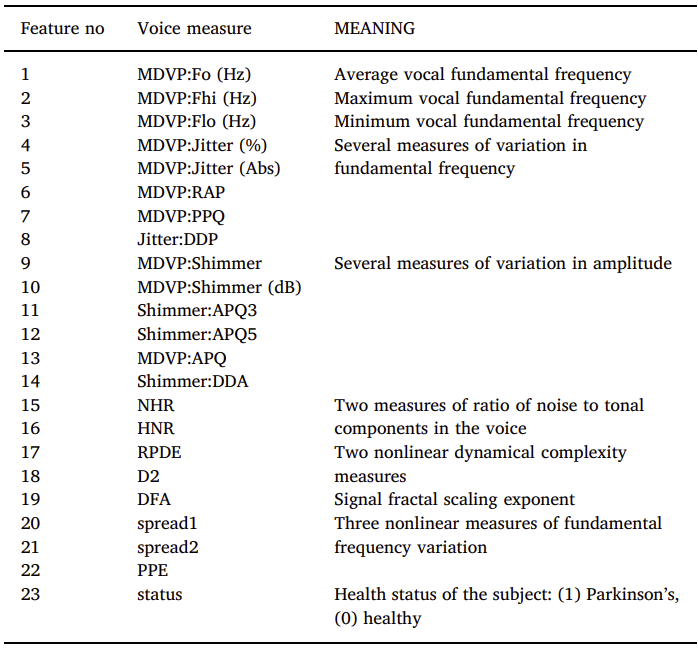 Feature no Voice measure MEANING
1 MDVP:Fo (Hz) Average vocal fundamental frequency
2 MDVP:Fhi (Hz) Maximum vocal fundamental frequency
3 MDVP:Flo (Hz) Minimum vocal fundamental frequency
4 MDVP:Jitter (%) Several measures of variation in
5 MDVP:Jitter (Abs) fundamental frequency
6 MDVP:RAP
7 MDVP:PPQ
8 Jitter:DDP
9 MDVP:Shimmer Several measures of variation in amplitude
10 MDVP:Shimmer (dB)
11 Shimmer:APQ3
12 Shimmer:APQ5
13 MDVP:APQ
14 Shimmer:DDA
15 NHR Two measures of ratio of noise to tonal
16 HNR components in the voice
17 RPDE Two nonlinear dynamical complexity
18 D2 measures
19 DFA Signal fractal scaling exponent
20 spread1 Three nonlinear measures of fundamental
21 spread2 frequency variation
22 PPE
23 status Health status of the subject: (1) Parkinson's,
(0) healthy